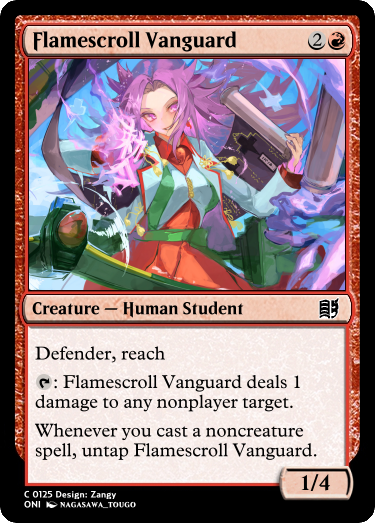 Flamescroll Vanguard 2
Creature — Human Student
Defender, reach
: Flamescroll Vanguard deals 1
damage to any nonplayer target.
Whenever you cast a noncreature
spell, untap Flamescroll Vanguard.
1/4
C 0125 Design: Zangy
ONI NAGASAWA_TOUGO